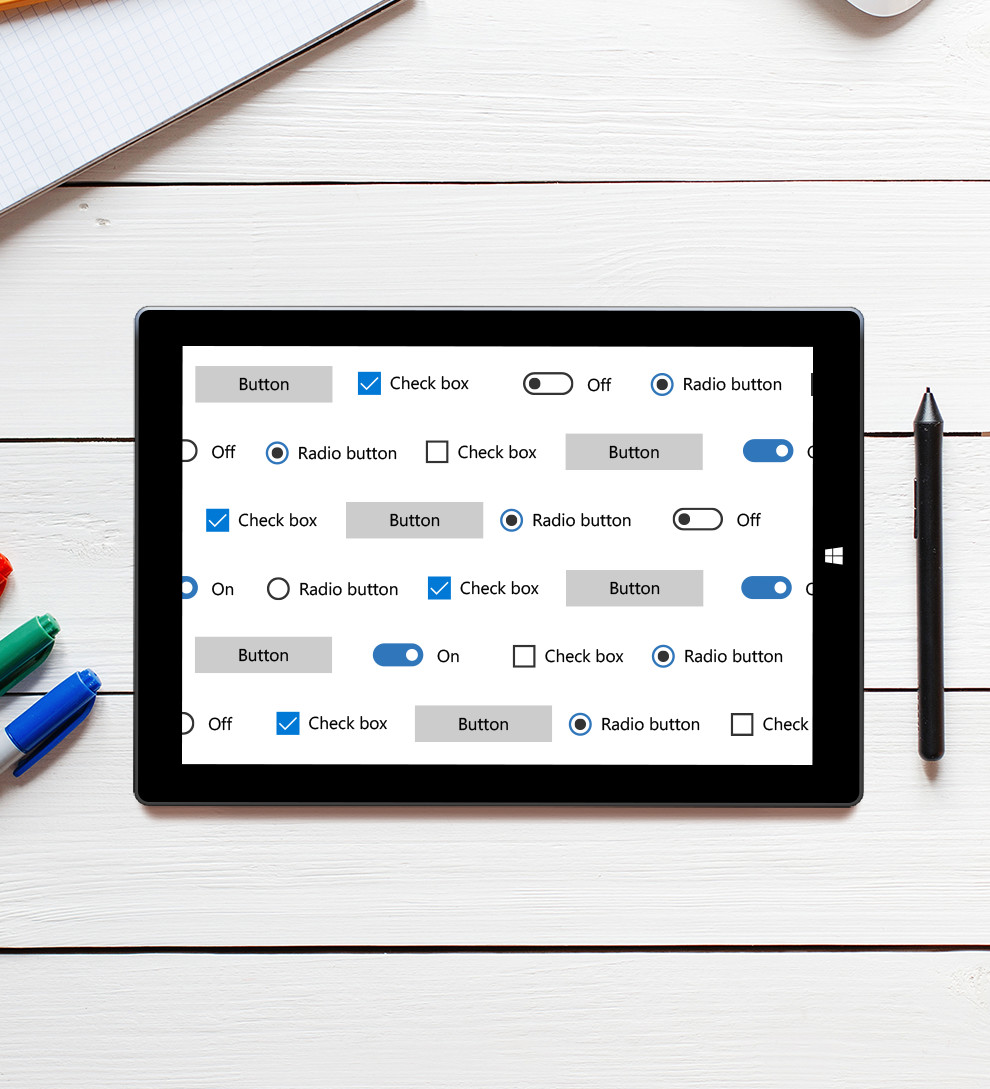 Button Check box Off Radio button
Off Radio button Check box Button
Check box Button Radio button Off
On Radio button Check box Button
Button On Check box Radio button
Off Check box Button Radio button Check